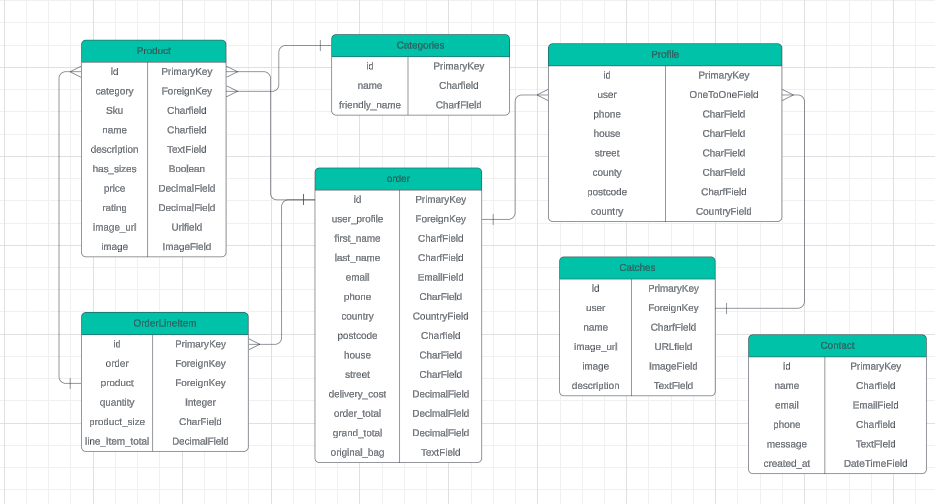 Product
id PrimaryKey
category ForeignKey
Sku Charfield
name Charfield
description TextField
has_sizes Boolean
price DecimalField
rating DecimalField
image_url Urlfield
image ImageField
Categories
id PrimaryKey
name Charfield
friendly_name CharfField
Profile
id PrimaryKey
user OneToOneField
phone CharField
house CharField
street CharField
county CharField
postcode CharfField
country CountryField
order
id PrimaryKey
user_profile ForeignKey
first_name CharfField
last_name CharfField
email EmailField
phone CharField
country CountryField
postcode Charfield
house CharField
street CharField
delivery_cost DecimalField
order_total DecimalField
grand_total DecimalField
original_bag TextField
OrderLineItem
id PrimaryKey
order ForeignKey
product ForeignKey
quantity Integer
product_size CharField
line_item_total DecimalField
Catches
id PrimaryKey
user ForeignKey
name CharfField
image_url URLfield
image ImageField
description TextField
Contact
id PrimaryKey
name Charfield
email EmailField
phone Charfield
message TextField
created_at DateTimeField